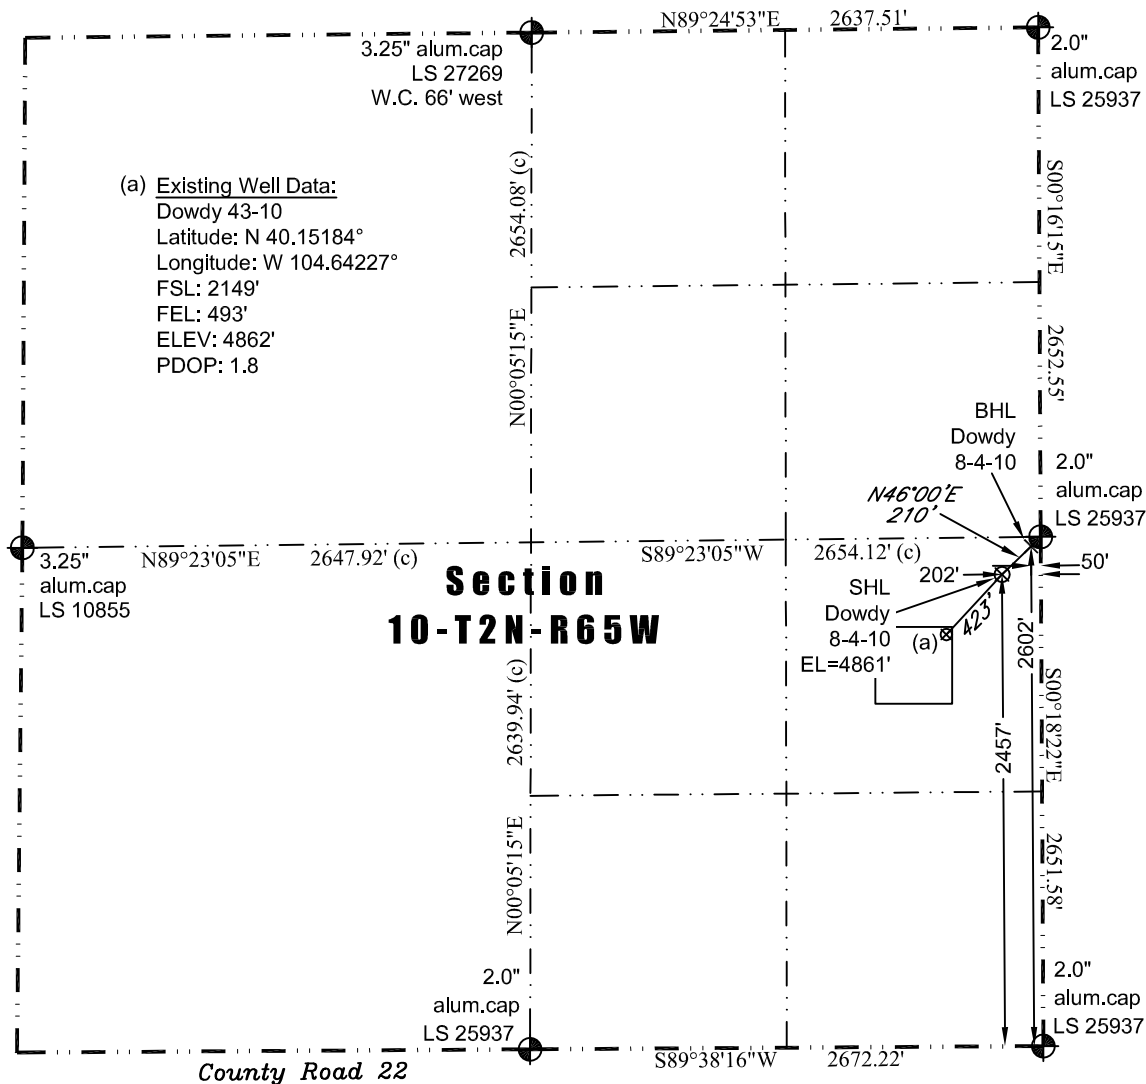 N89°24'53"E 2637.51'
3.25" alum.cap
LS 27269
W.C. 66' west
2.0"
alum.cap
LS 25937
(a) Existing Well Data:
Dowdy 43-10
Latitude: N 40.15184°
Longitude: W 104.64227°
FSL: 2149'
FEL: 493'
ELEV: 4862'
PDOP: 1.8
N00°05'15"E 2654.08' (c)
S00°16'15"E 2652.55'
BHL
Dowdy
8-4-10
2.0"
alum.cap
LS 25937
N46°00'E
210'
3.25"
alum.cap
LS 10855
N89°23'05"E 2647.92' (c)
S89°23'05"W 2654.12' (c)
50'
202'
Section
10-T2N-R65W
SHL
Dowdy
8-4-10
EL=4861'
(a)
423'
2602'
2457'
N00°05'15"E 2639.94' (c)
S00°18'22"E 2651.58'
2.0"
alum.cap
LS 25937
2.0"
alum.cap
LS 25937
S89°38'16"W 2672.22'
County Road 22